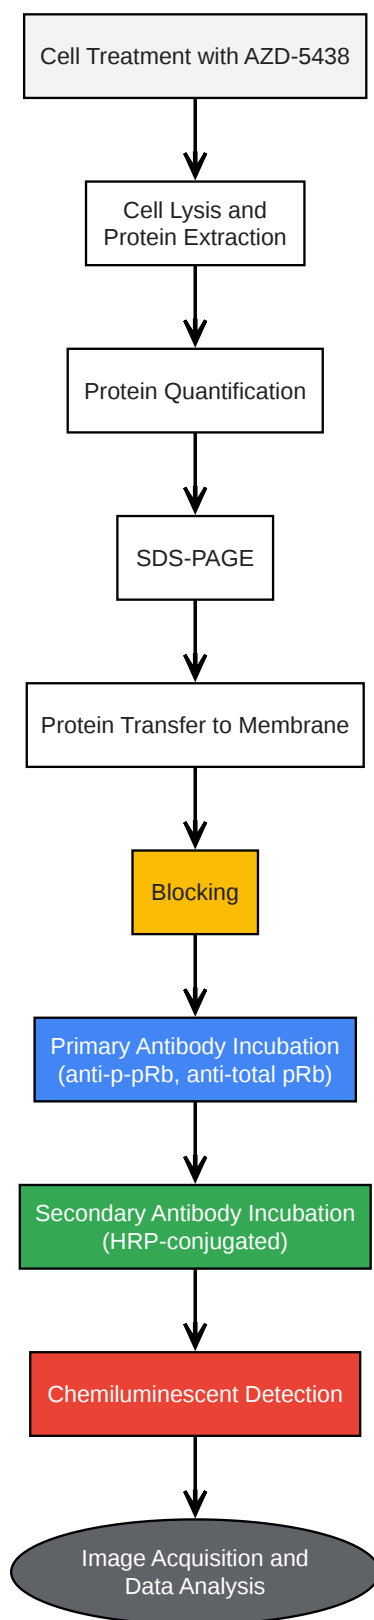 Cell Treatment with AZD-5438
Cell Lysis and
Protein Extraction
Protein Quantification
SDS-PAGE
Protein Transfer to Membrane
Blocking
Primary Antibody Incubation
(anti-p-pRb, anti-total pRb)
Secondary Antibody Incubation
(HRP-conjugated)
Chemiluminescent Detection
Image Acquisition and
Data Analysis